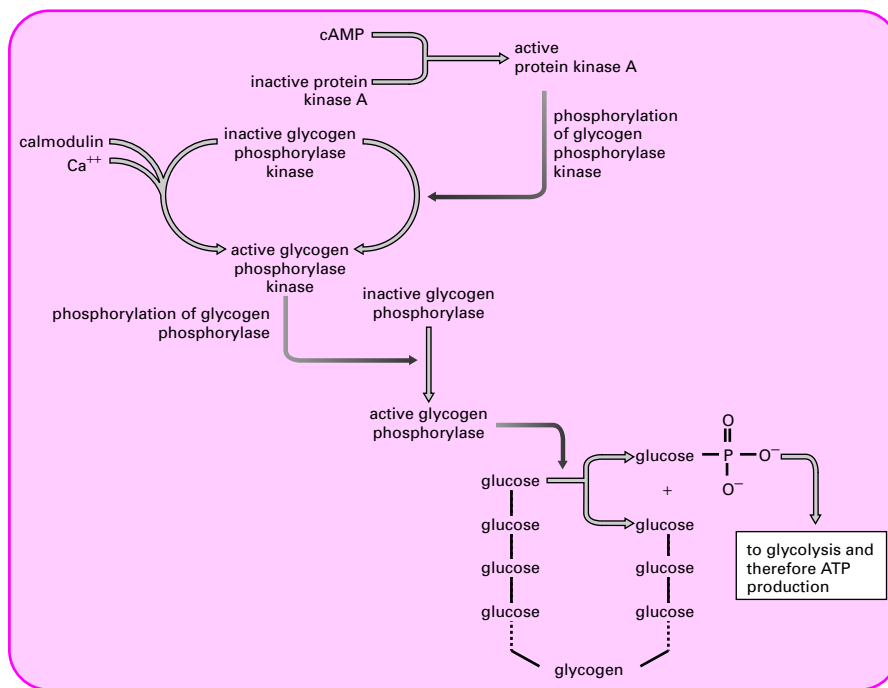 cAMP
active
protein kinase A
inactive protein
kinase A
phosphorylation
of glycogen
phosphorylase
kinase
calmodulin
Ca++
inactive glycogen
phosphorylase
kinase
active glycogen
phosphorylase
kinase
phosphorylation of glycogen
phosphorylase
inactive glycogen
phosphorylase
active glycogen
phosphorylase
O
glucose P O−
O−
glucose
+
glucose glucose
glucose glucose
glucose glucose
glycogen
to glycolysis and
therefore ATP
production